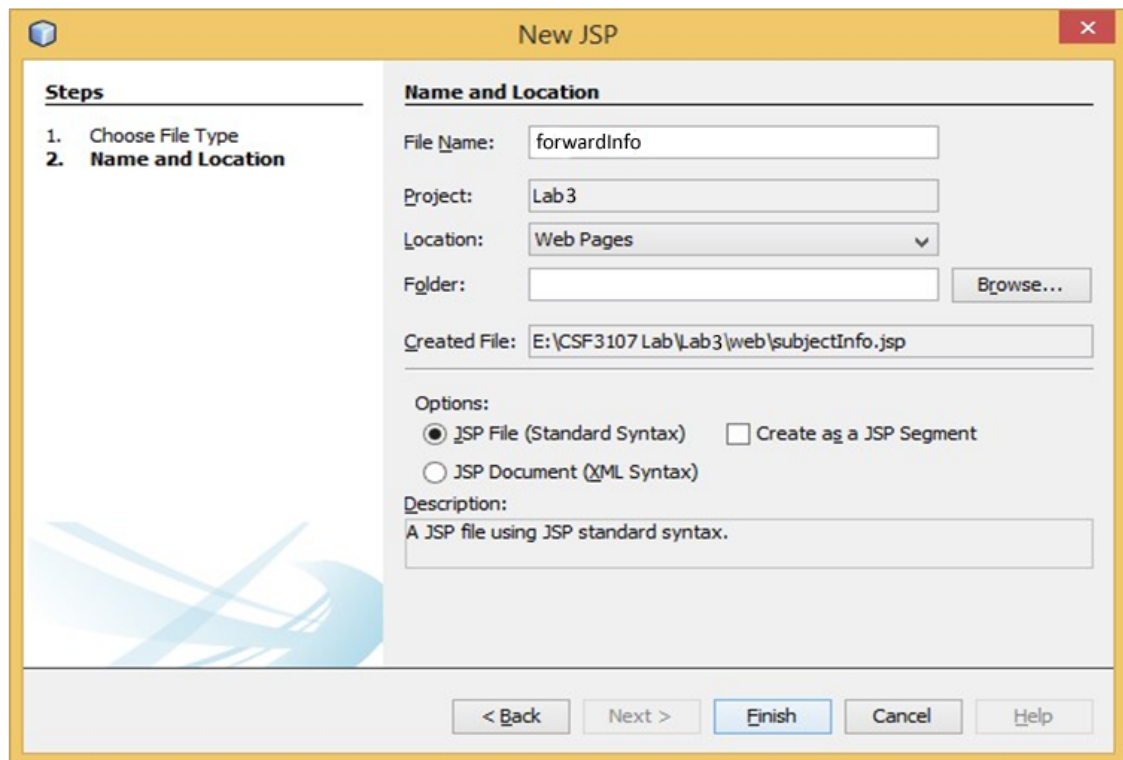 New JSP
Steps
1. Choose File Type
2. Name and Location
Name and Location
File Name: forwardInfo
Project: Lab3
Location: Web Pages
Folder: Browse...
Created File: E:\CSF3107 Lab\Lab3\web\subjectInfo.jsp
Options:
JSP File (Standard Syntax) Create as a JSP Segment
JSP Document (XML Syntax)
Description:
A JSP file using JSP standard syntax.
< Back Next > Finish Cancel Help